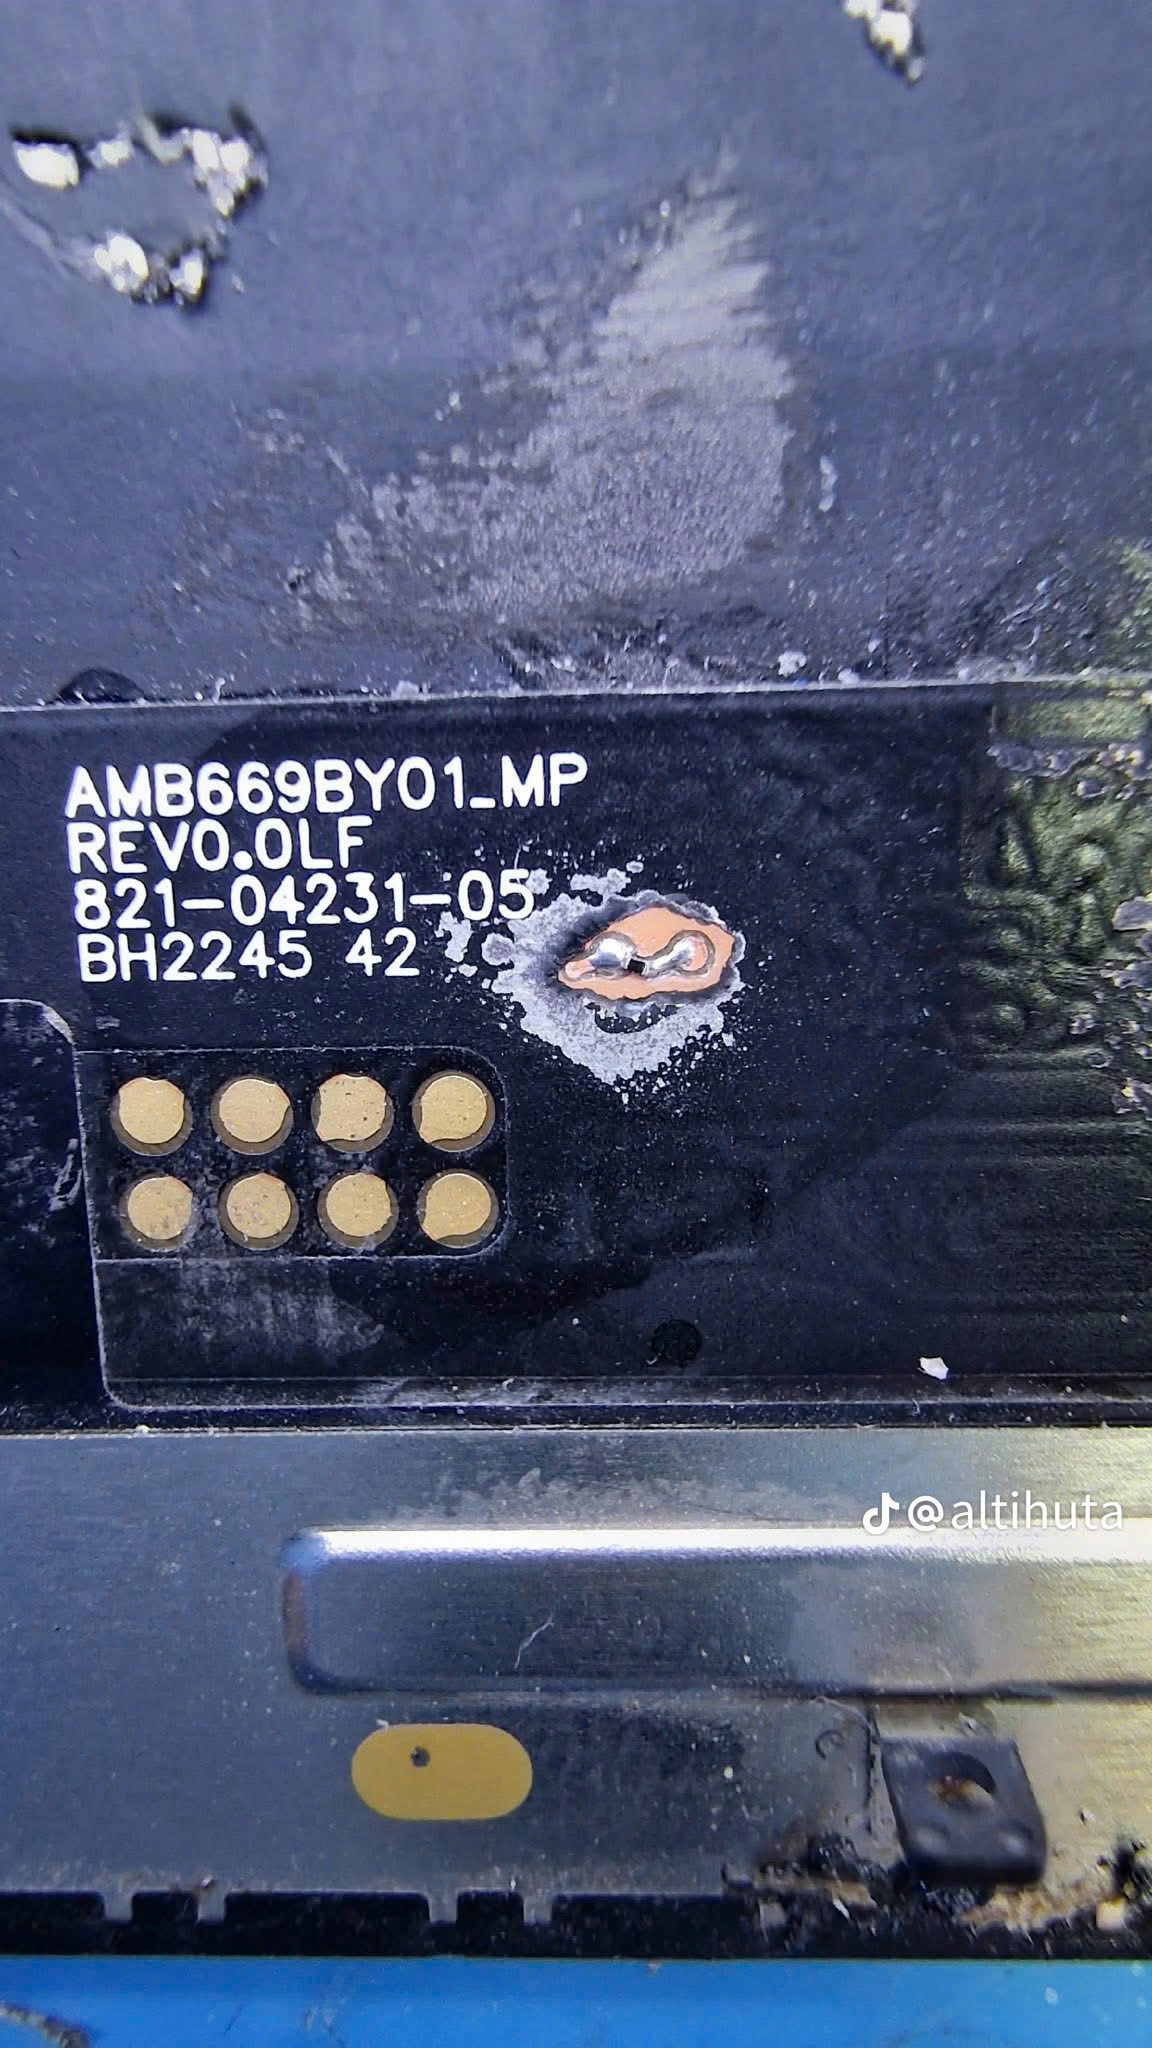 AMB669BY01_MP
REV0.0LF
821-04231-05
BH2245 42
@altihuta